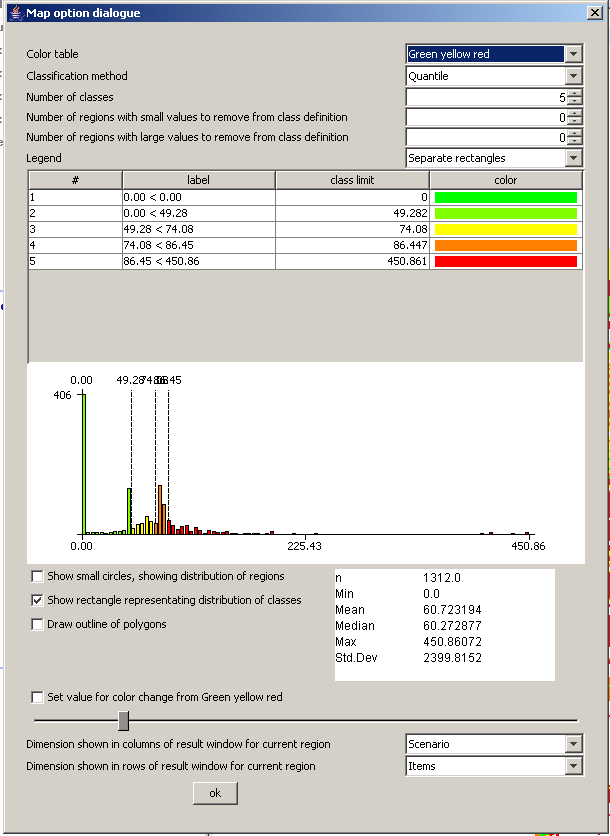 Map option dialogue
Color table Green yellow red
Classification method Quantile
Number of classes 5
Number of regions with small values to remove from class definition 0
Number of regions with large values to remove from class definition 0
Legend Separate rectangles
# label class limit color
1 0.00 < 0.00 0
2 0.00 < 49.28 49.282
3 49.28 < 74.08 74.08
4 74.08 < 86.45 86.447
5 86.45 < 450.86 450.861
0.00 49.28
406
0.00 225.43 450.86
Show small circles, showing distribution of regions
Show rectangle representating distribution of classes
Draw outline of polygons
n 1312.0
Min 0.0
Mean 60.723194
Median 60.272877
Max 450.86072
Std.Dev 2399.8152
Set value for color change from Green yellow red
Dimension shown in columns of result window for current region Scenario
Dimension shown in rows of result window for current region Items
ok